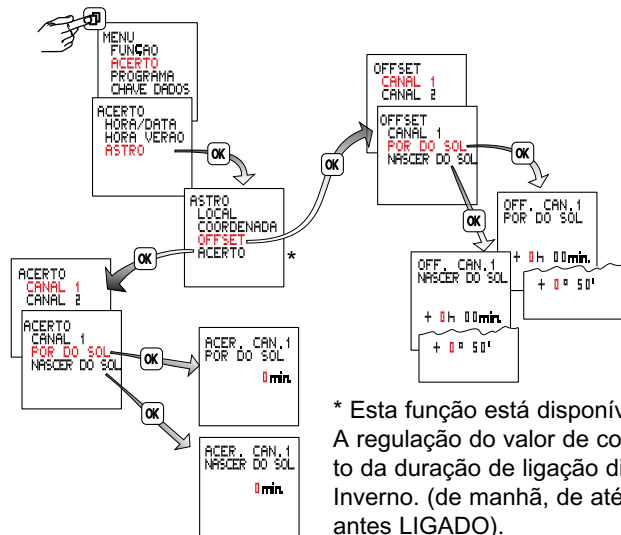 MENU
FUNÇAO
ACERTO
PROGRAMA
CHAVE DADOS
ACERTO
HORA/DATA
HORA VERAO
ASTRO
OK
ASTRO
LOCAL
COORDENADA
OFFSET
ACERTO
*
OK
OK
OFFSET
CANAL 1
CANAL 2
OFFSET
CANAL 1
POR DO SOL
NASCER DO SOL
OK
OK
OFF. CAN.1
POR DO SOL
+ 0h 00min.
+ 0° 50'
OFF. CAN.1
NASCER DO SOL
+ 0h 00min.
+ 0° 50'
ACERTO
CANAL 1
CANAL 2
ACERTO
CANAL 1
POR DO SOL
NASCER DO SOL
OK
OK
ACER. CAN.1
POR DO SOL
0min.
ACER. CAN.1
NASCER DO SOL
0min.
* Esta função está disponív
A regulação do valor de co
to da duração de ligação di
Inverno. (de manhã, de até
antes LIGADO).